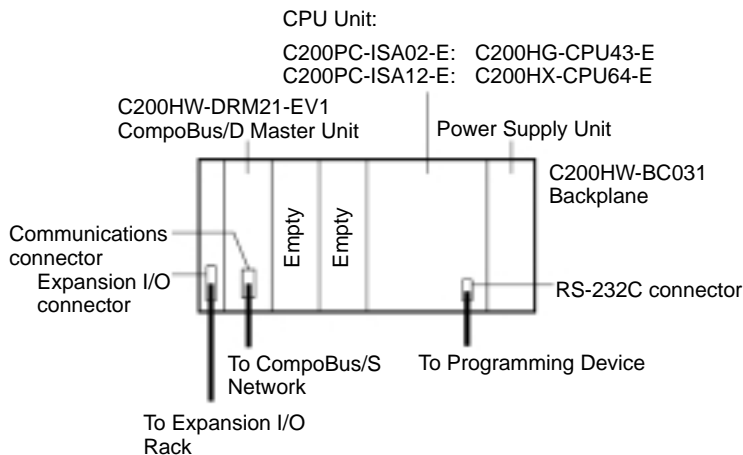 CPU Unit:
C200PC-ISA02-E: C200HG-CPU43-E
C200PC-ISA12-E: C200HX-CPU64-E
C200HW-DRM21-EV1
CompoBus/D Master Unit
Power Supply Unit
C200HW-BC031
Backplane
Empty
Empty
Communications
connector
Expansion I/O
connector
RS-232C connector
To CompoBus/S
Network
To Programming Device
To Expansion I/O
Rack